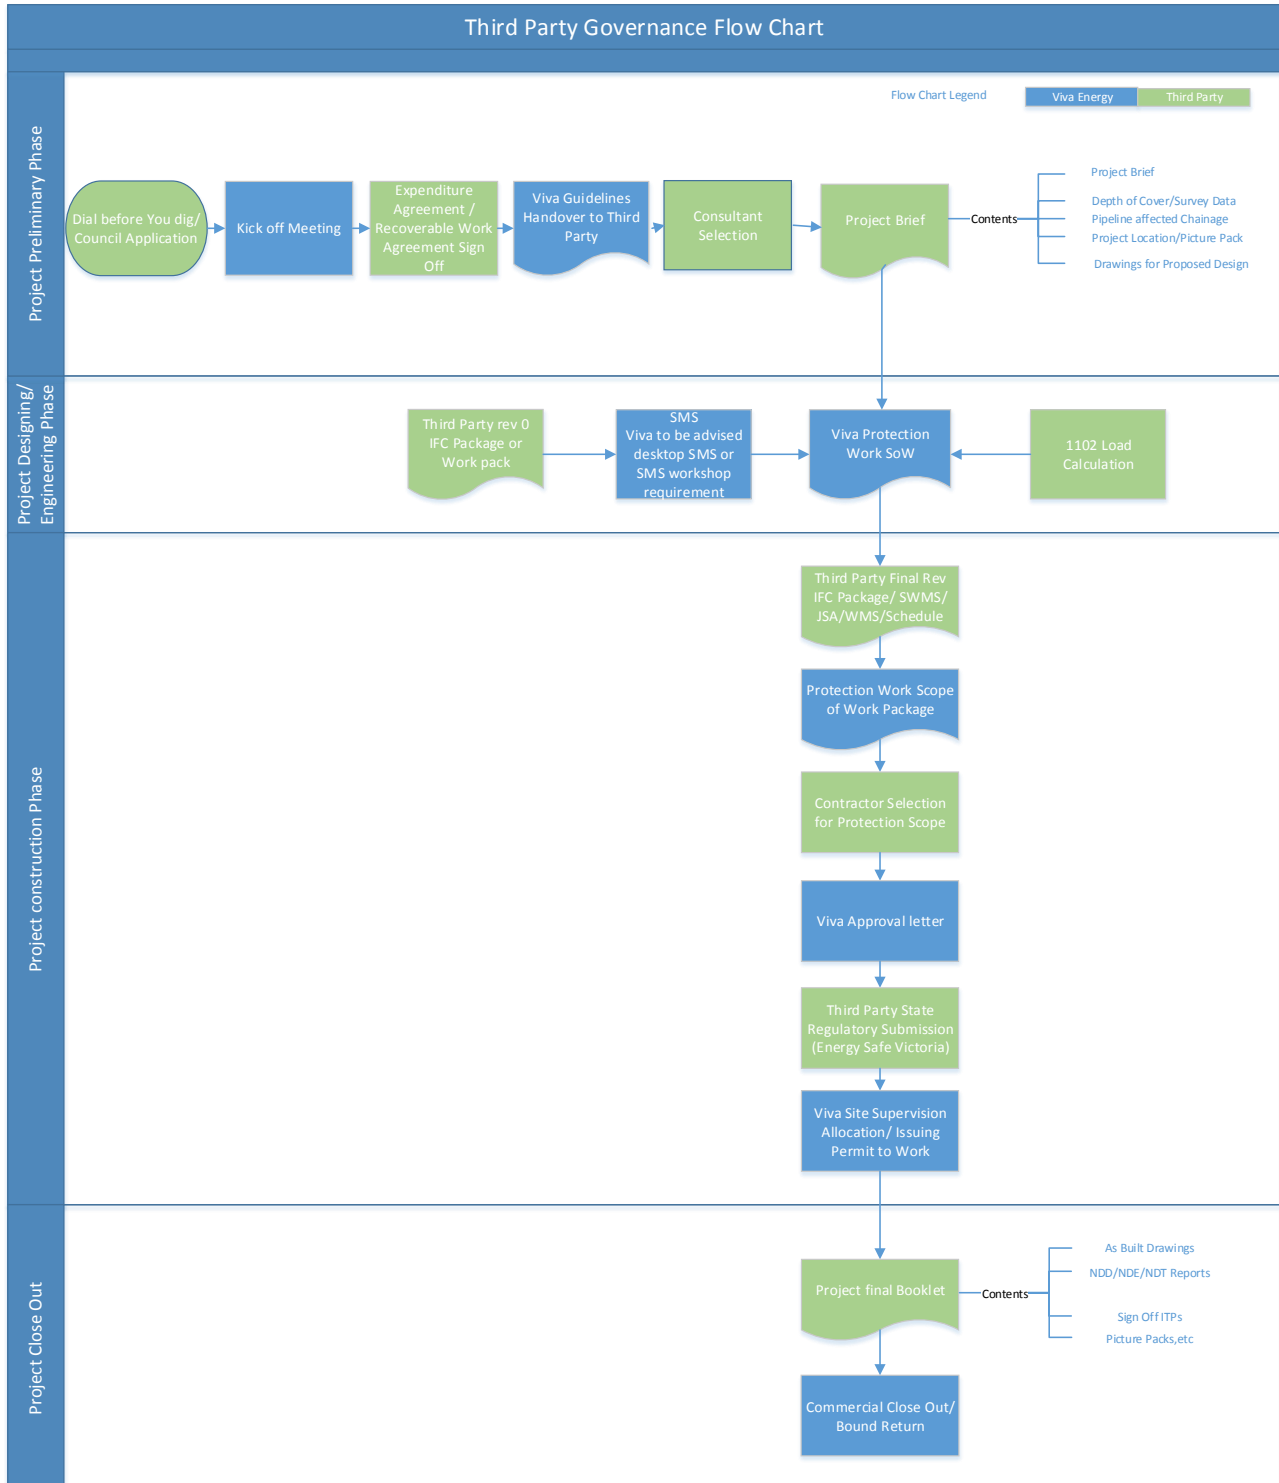 Third Party Governance Flow Chart
Flow Chart Legend
Viva Energy
Third Party
Project Preliminary Phase
Dial before You dig/
Council Application
Kick off Meeting
Expenditure
Agreement /
Recoverable Work
Agreement Sign
Off
Viva Guidelines
Handover to Third
Party
Consultant
Selection
Project Brief
Contents
Project Brief
Depth of Cover/Survey Data
Pipeline affected Chainage
Project Location/Picture Pack
Drawings for Proposed Design
Project Designing/
Engineering Phase
Third Party rev 0
IFC Package or
Work pack
SMS
Viva to be advised
desktop SMS or
SMS workshop
requirement
Viva Protection
Work SoW
1102 Load
Calculation
Project construction Phase
Third Party Final Rev
IFC Package/ SWMS/
JSA/WMS/Schedule
Protection Work Scope
of Work Package
Contractor Selection
for Protection Scope
Viva Approval letter
Third Party State
Regulatory Submission
(Energy Safe Victoria)
Viva Site Supervision
Allocation/ Issuing
Permit to Work
Project Close Out
Project final Booklet
Contents
As Built Drawings
NDD/NDE/NDT Reports
Sign Off ITPs
Picture Packs,etc
Commercial Close Out/
Bound Return